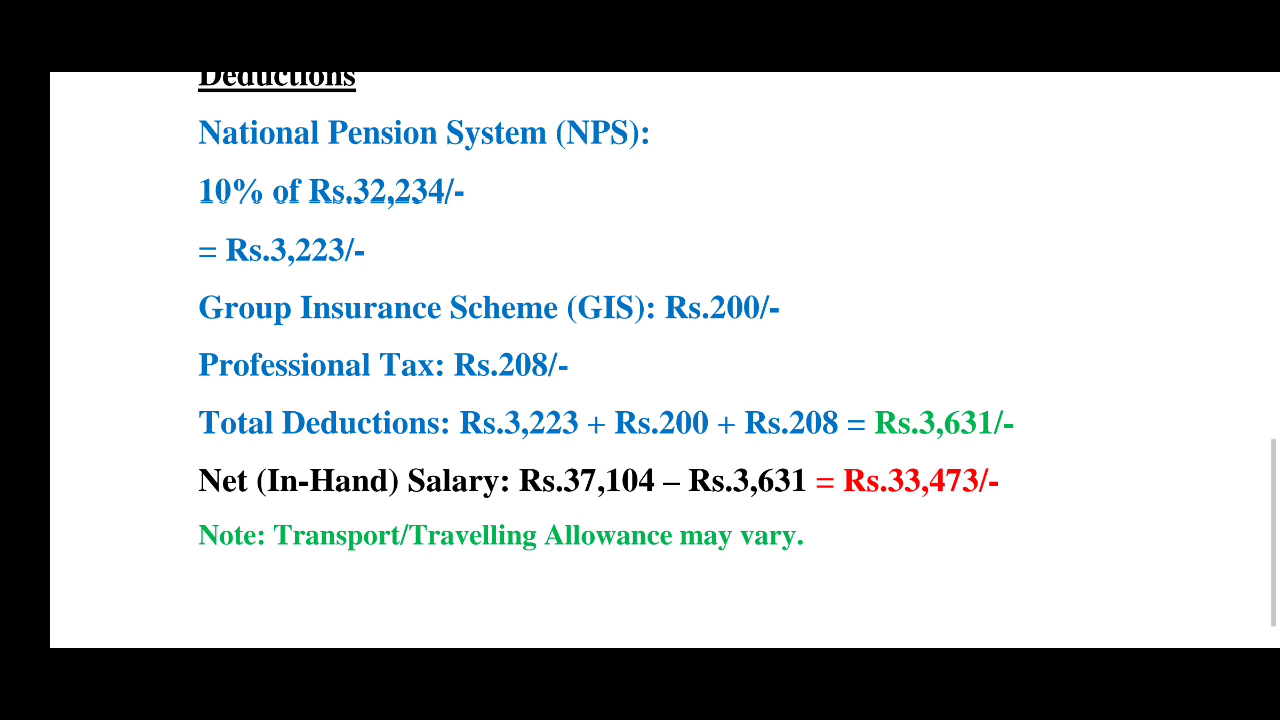 Deductions
National Pension System (NPS):
10% of Rs.32,234/-
= Rs.3,223/-
Group Insurance Scheme (GIS): Rs.200/-
Professional Tax: Rs.208/-
Total Deductions: Rs.3,223 + Rs.200 + Rs.208 = Rs.3,631/-
Net (In-Hand) Salary: Rs.37,104 – Rs.3,631 = Rs.33,473/-
Note: Transport/Travelling Allowance may vary.